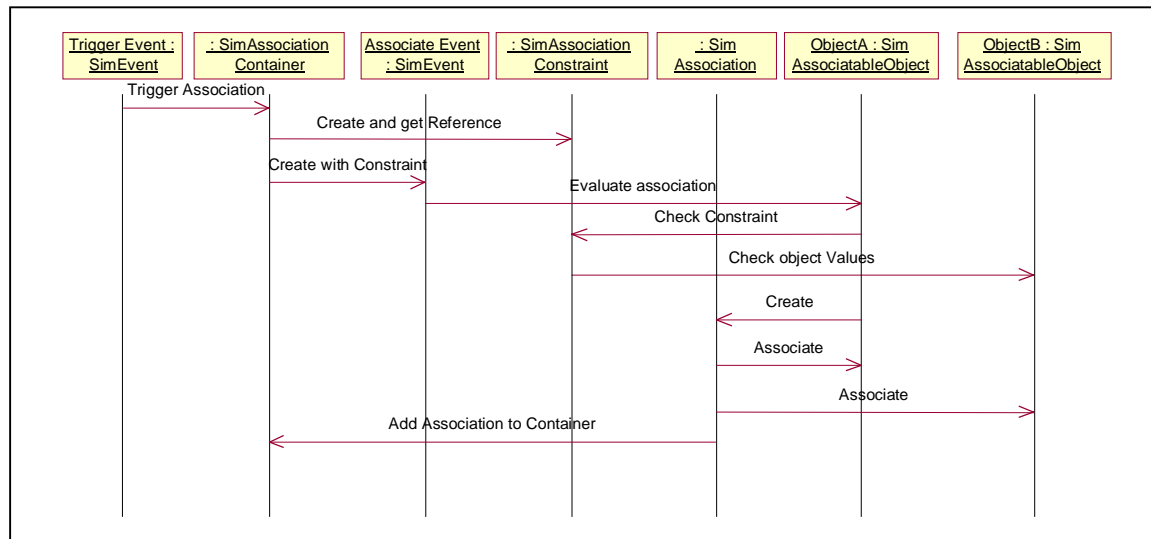 Trigger Event :
SimEvent
: SimAssociation
Container
Associate Event
: SimEvent
: SimAssociation
Constraint
: Sim
Association
ObjectA : Sim
AssociatableObject
ObjectB : Sim
AssociatableObject
Trigger Association
Create and get Reference
Create with Constraint
Evaluate association
Check Constraint
Check object Values
Create
Associate
Associate
Add Association to Container